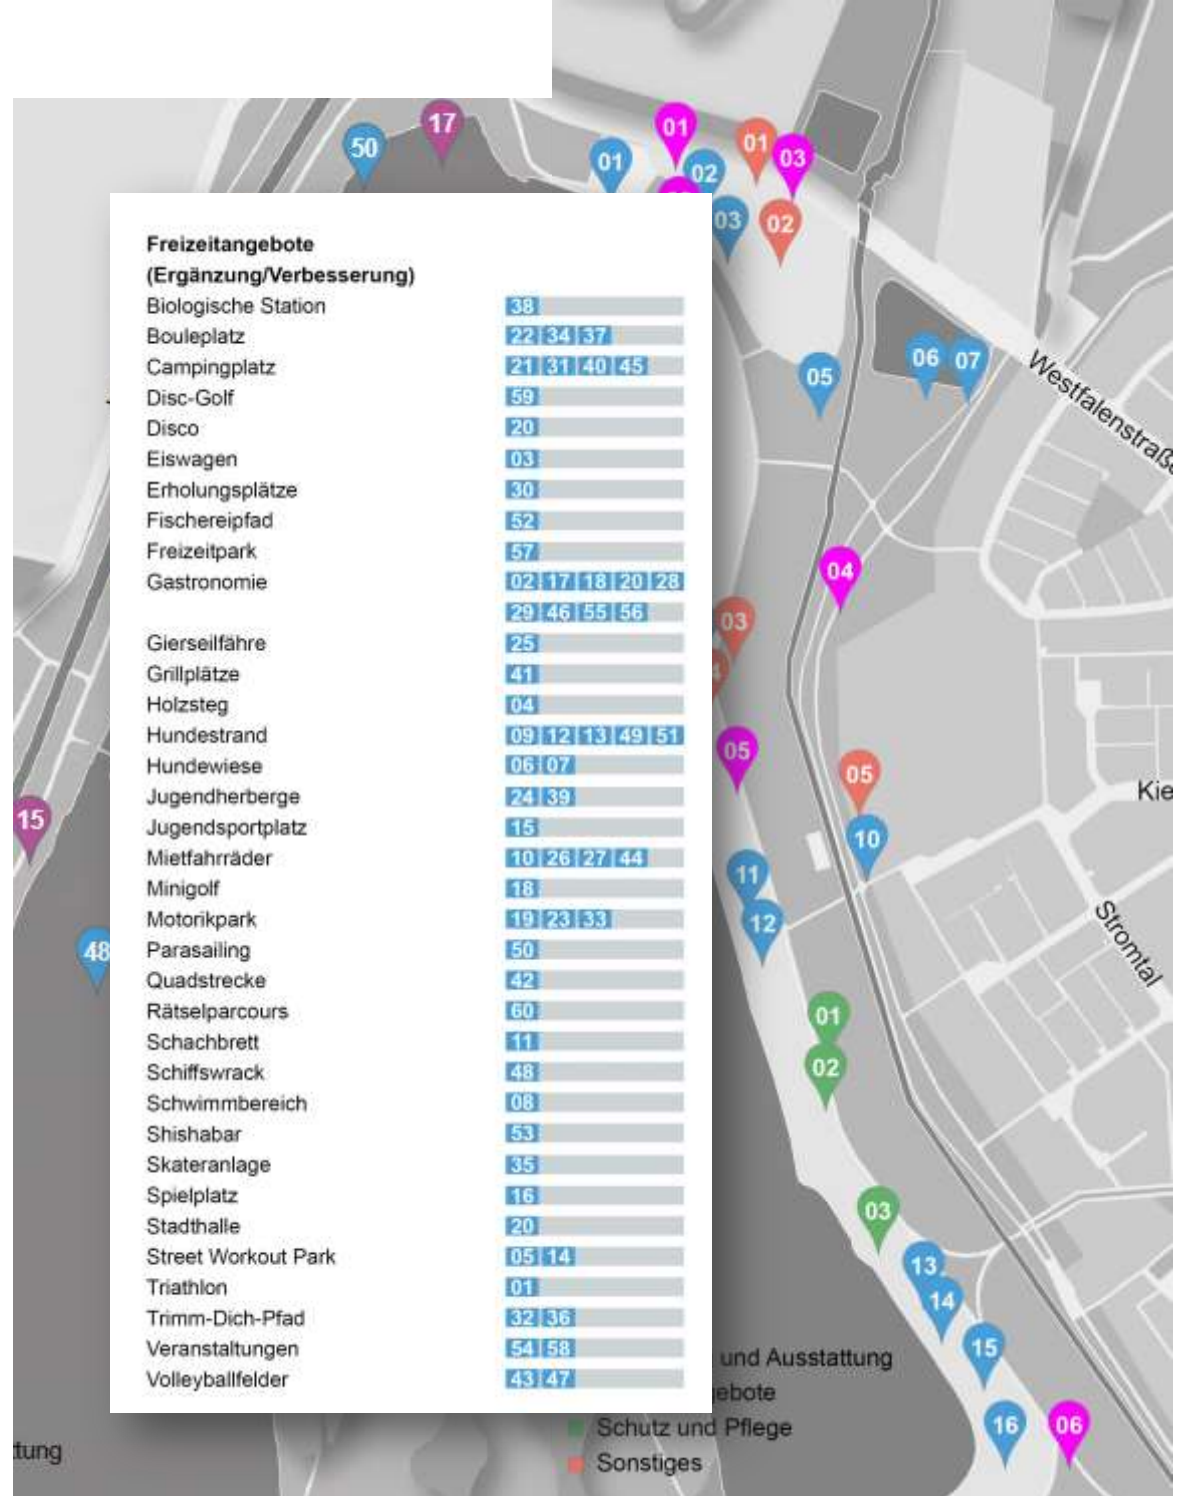 17
50
01
01
01
03
02
03
02
Freizeitangebote
(Ergänzung/Verbesserung)
Biologische Station 38
Bouleplatz 22 34 37
Campingplatz 21 31 40 45
Disc-Golf 59
Disco 20
Eiswagen 03
Erholungsplätze 30
Fischereipfad 52
Freizeitpark 57
Gastronomie 02 17 18 20 28
29 46 55 56
Gierseilfähre 25
Grillplätze 41
Holzsteg 04
Hundestrand 09 12 13 49 51
Hundewiese 06 07
Jugendherberge 24 39
Jugendsportplatz 15
Mietfahrräder 10 26 27 44
Minigolf 18
Motorikpark 19 23 33
Parasailing 50
Quadstrecke 42
Rätselparcours 60
Schachbrett 11
Schiffswrack 48
Schwimmbereich 08
Shishabar 53
Skateranlage 35
Spielplatz 16
Stadthalle 20
Street Workout Park 05 14
Triathlon 01
Trimm-Dich-Pfad 32 36
Veranstaltungen 54 58
Volleyballfelder 43 47
06
07
05
Westfalenstraße
04
03
05
05
Kie
15
10
11
12
48
Stromtal
01
02
03
13
14
15
16
06
und Ausstattung
ebote
Schutz und Pflege
Sonstiges
tung